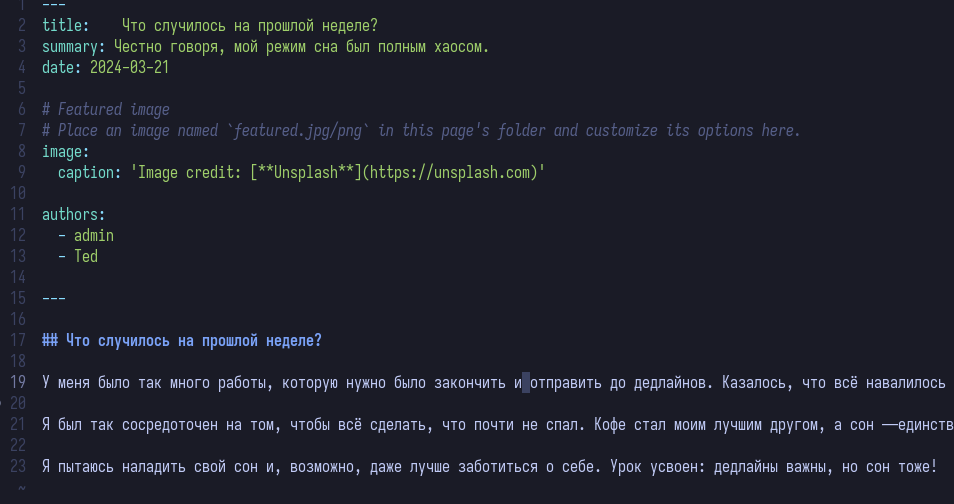 1 ---
2 title:    Что случилось на прошлой неделе?
3 summary: Честно говоря, мой режим сна был полным хаосом.
4 date: 2024-03-21
5
6 # Featured image
7 # Place an image named `featured.jpg/png` in this page's folder and customize its options here.
8 image:
9   caption: 'Image credit: [**Unsplash**](https://unsplash.com)'
10
11 authors:
12   - admin
13   - Ted
14
15 ---
16
17 ## Что случилось на прошлой неделе?
18
19 У меня было так много работы, которую нужно было закончить и отправить до дедлайнов. Казалось, что всё навалилось
20
21 Я был так сосредоточен на том, чтобы всё сделать, что почти не спал. Кофе стал моим лучшим другом, а сон —единств
22
23 Я пытаюсь наладить свой сон и, возможно, даже лучше заботиться о себе. Урок усвоен: дедлайны важны, но сон тоже!
~